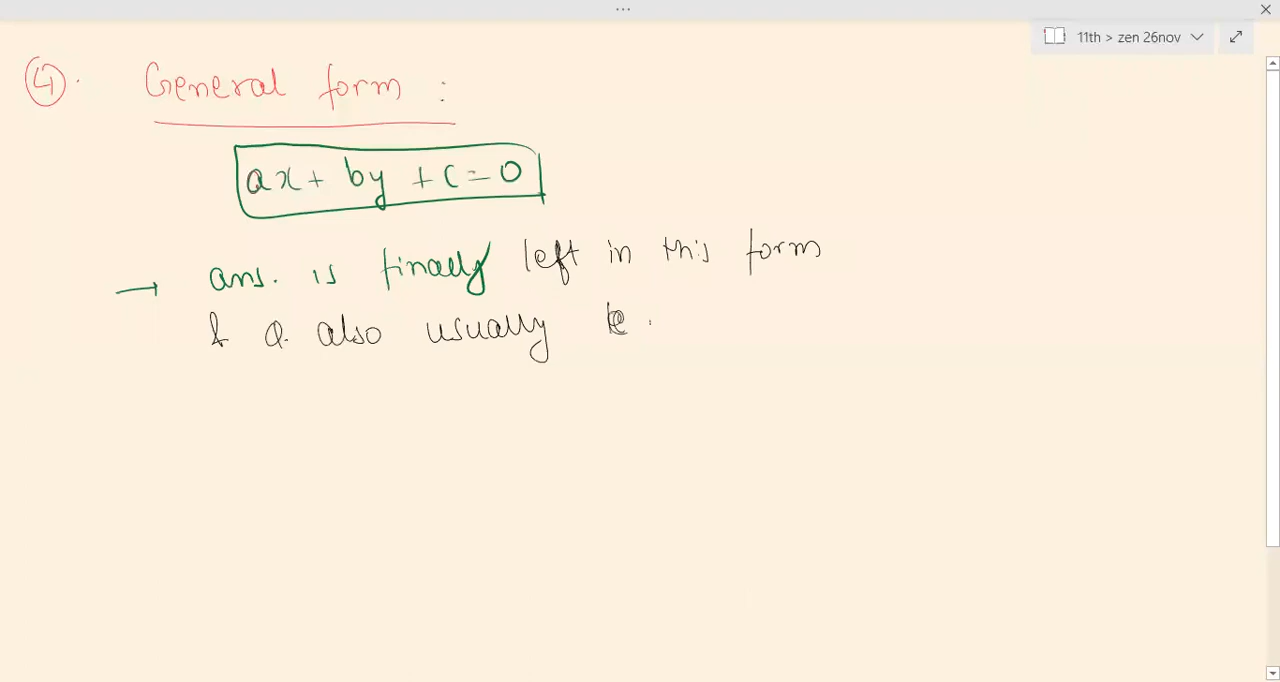 11th > zen 26nov
④. General form :
ax + by + c = 0
→ ans. is finally left in this form
& Q. also usually